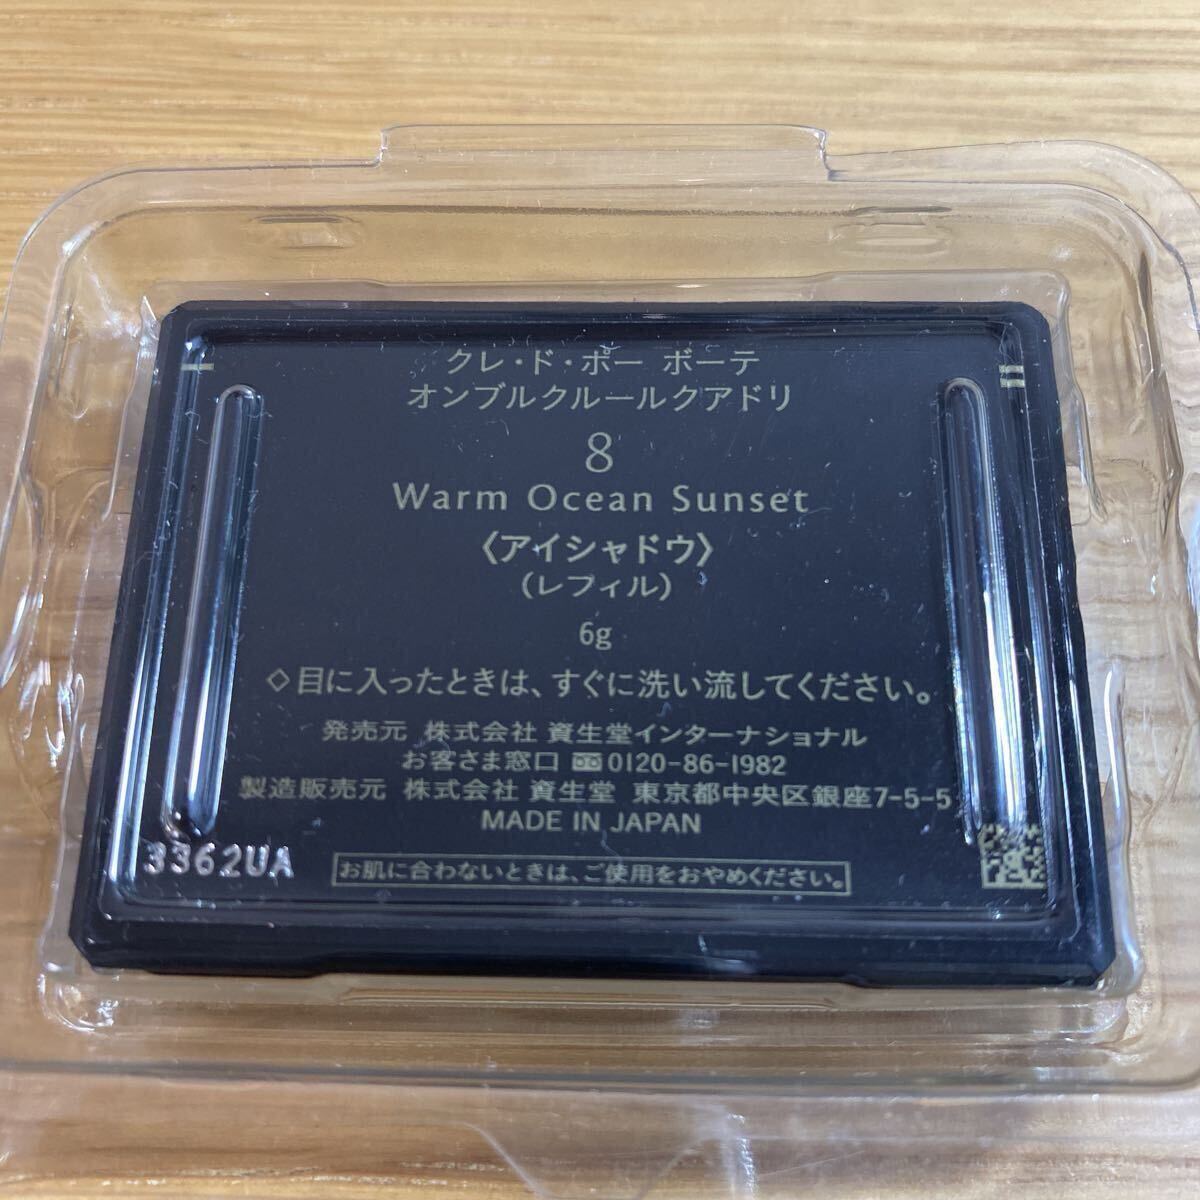 クレ・ド・ポー ボーテ
オンブルクルールクアドリ
8
Warm Ocean Sunset
〈アイシャドウ〉
(レフィル)
6g
◇目に入ったときは、すぐに洗い流してください。
発売元 株式会社 資生堂インターナショナル
お客さま窓口 0120-86-1982
製造販売元 株式会社 資生堂 東京都中央区銀座7-5-5
MADE IN JAPAN
3362UA
お肌に合わないときは、ご使用をおやめください。